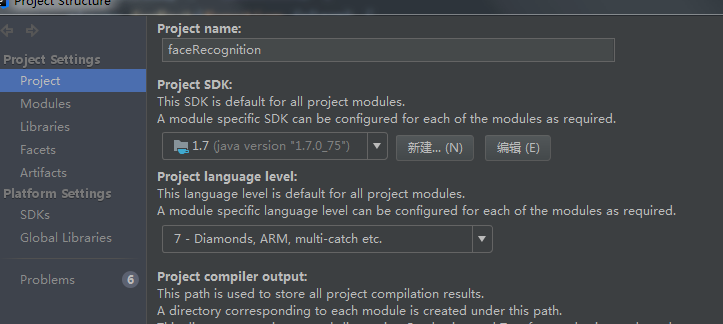 Project Structure
Project Settings
Project
Modules
Libraries
Facets
Artifacts
Platform Settings
SDKs
Global Libraries
Problems 6
Project name:
faceRecognition
Project SDK:
This SDK is default for all project modules.
A module specific SDK can be configured for each of the modules as required.
1.7 (java version "1.7.0_75") 新建... (N) 编辑 (E)
Project language level:
This language level is default for all project modules.
A module specific language level can be configured for each of the modules as required.
7 - Diamonds, ARM, multi-catch etc.
Project compiler output:
This path is used to store all project compilation results.
A directory corresponding to each module is created under this path.